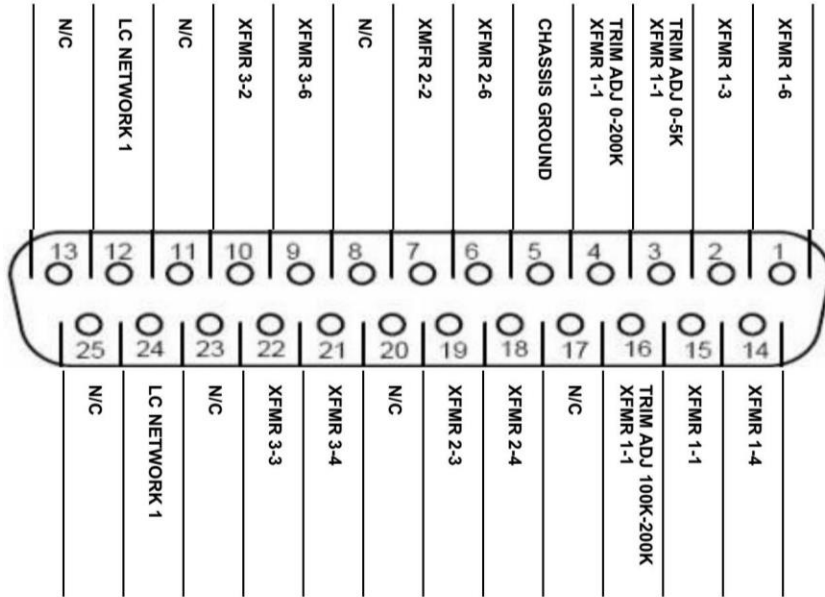 N/C
LC NETWORK 1
N/C
XFMR 3-2
XFMR 3-6
N/C
XMFR 2-2
XFMR 2-6
CHASSIS GROUND
TRIM ADJ 0-200K
XFMR 1-1
TRIM ADJ 0-5K
XFMR 1-1
XFMR 1-3
XFMR 1-6
13 12 11 10 9 8 7 6 5 4 3 2 1
25 24 23 22 21 20 19 18 17 16 15 14
N/C
LC NETWORK 1
N/C
XFMR 3-3
XFMR 3-4
N/C
XFMR 2-3
XFMR 2-4
N/C
TRIM ADJ 100K-200K
XFMR 1-1
XFMR 1-1
XFMR 1-4